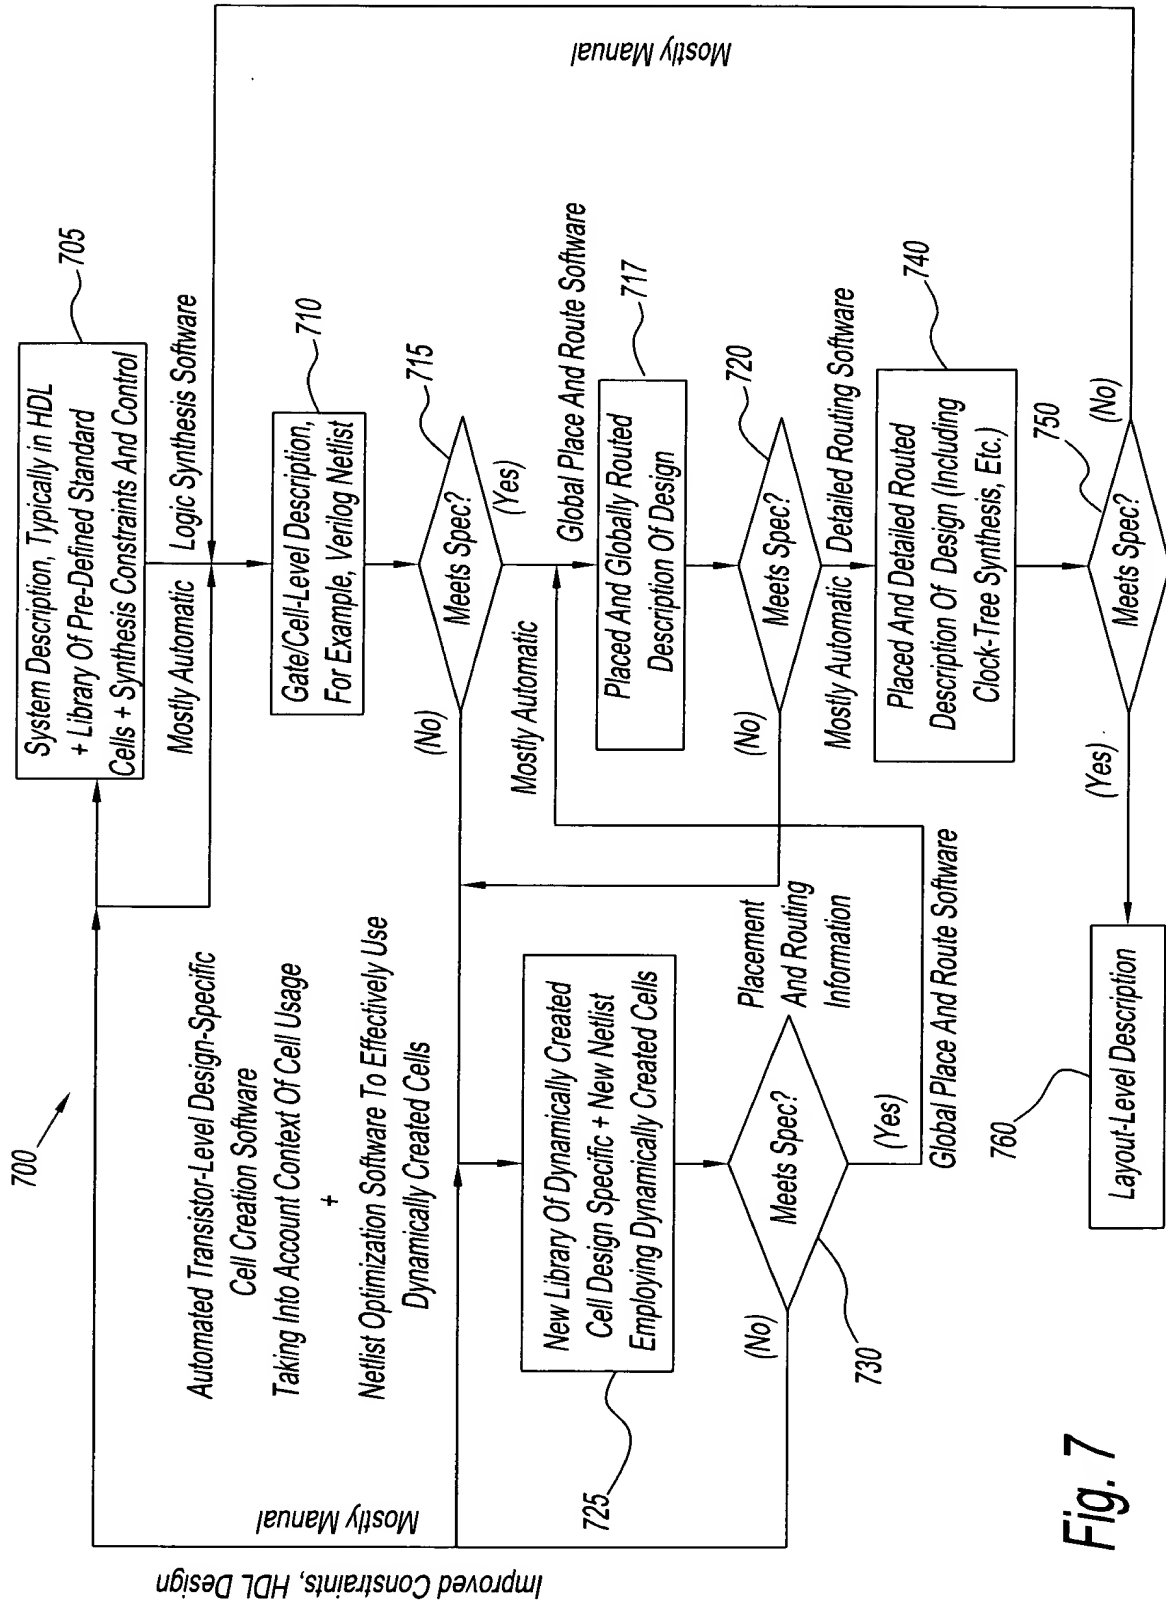 700
System Description, Typically in HDL
+ Library Of Pre-Defined Standard
Cells + Synthesis Constraints And Control
705
Mostly Automatic
Logic Synthesis Software
Gate/Cell-Level Description,
For Example, Verilog Netlist
710
Meets Spec?
715
(No)
(Yes)
Mostly Automatic
Global Place And Route Software
Placed And Globally Routed
Description Of Design
717
Meets Spec?
720
(No)
Mostly Automatic
Detailed Routing Software
Placed And Detailed Routed
Description Of Design (Including
Clock-Tree Synthesis, Etc.)
740
Meets Spec?
750
(Yes)
(No)
Mostly Manual
Layout-Level Description
760
Automated Transistor-Level Design-Specific
Cell Creation Software
Taking Into Account Context Of Cell Usage
+
Netlist Optimization Software To Effectively Use
Dynamically Created Cells
New Library Of Dynamically Created
Cell Design Specific + New Netlist
Employing Dynamically Created Cells
725
Placement
And Routing
Information
Meets Spec?
730
(No)
(Yes)
Global Place And Route Software
Mostly Manual
Improved Constraints, HDL Design
Fig. 7